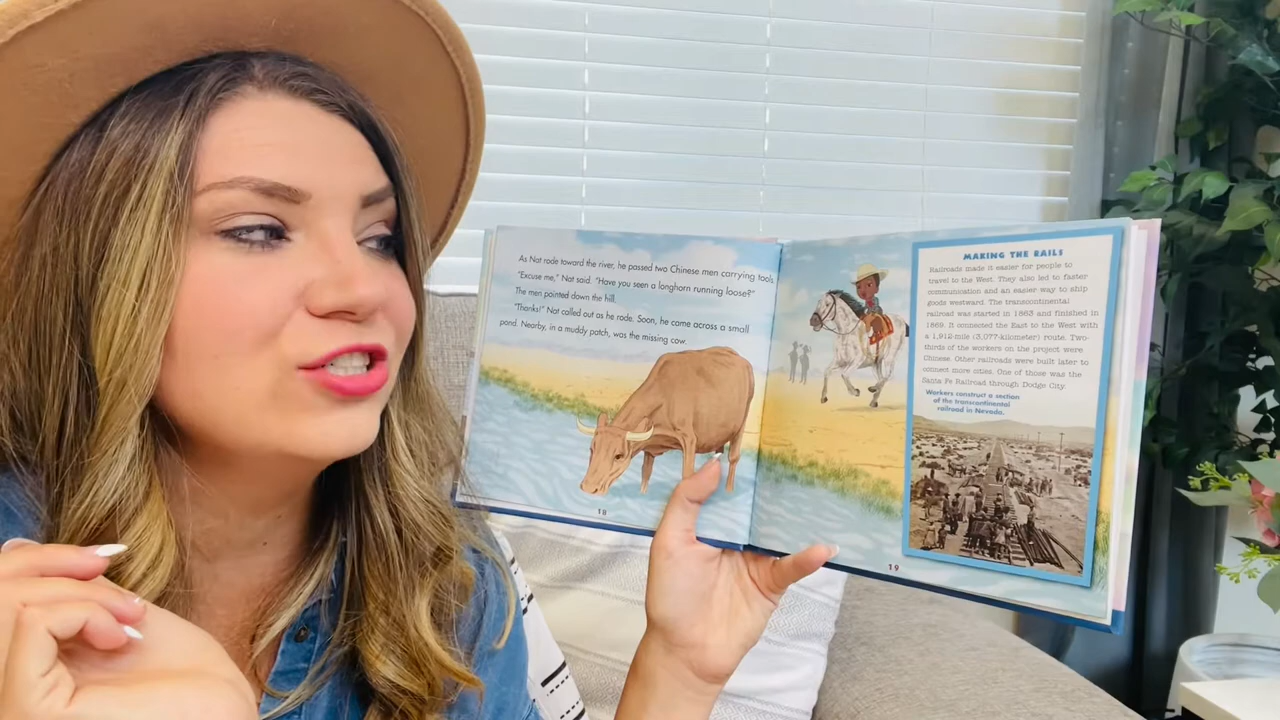 As Nat rode toward the river, he passed two Chinese men carrying tools.
"Excuse me," Nat said. "Have you seen a longhorn running loose?"
The men pointed down the hill.
"Thanks!" Nat called out as he rode. Soon, he came across a small
pond. Nearby, in a muddy patch, was the missing cow.
18
MAKING THE RAILS
Railroads made it easier for people to
travel to the West. They also led to faster
communication and an easier way to ship
goods westward. The transcontinental
railroad was started in 1863 and finished in
1869. It connected the East to the West with
a 1,912-mile (3,077-kilometer) route. Two-
thirds of the workers on the project were
Chinese. Other railroads were built later to
connect more cities. One of those was the
Santa Fe Railroad through Dodge City.
Workers construct a section
of the transcontinental
railroad in Nevada.
19